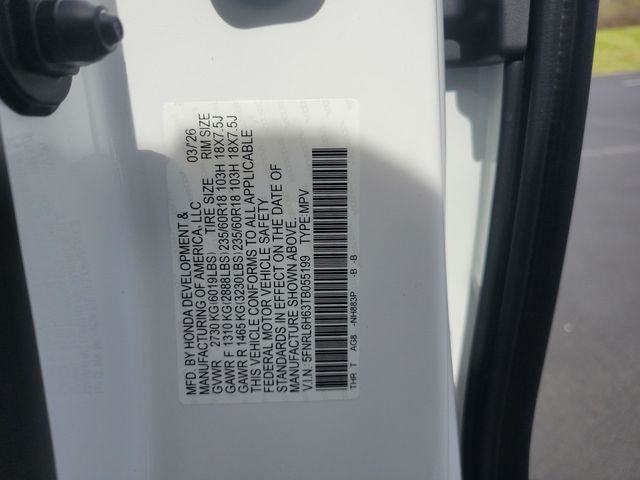 MFD. BY HONDA DEVELOPMENT & 03/26
MANUFACTURING OF AMERICA, LLC
GVWR 2730 KG(6019LBS) TIRE SIZE RIM SIZE
GAWR F 1310 KG(2888LBS) 235/60R18 103H 18X7.5J
GAWR R 1465 KG(3230LBS) 235/60R18 103H 18X7.5J
THIS VEHICLE CONFORMS TO ALL APPLICABLE
FEDERAL MOTOR VEHICLE SAFETY
STANDARDS IN EFFECT ON THE DATE OF
MANUFACTURE SHOWN ABOVE.
V.I.N.: 5FNRL6H631B055199 TYPE:MPV
THR T AG8 -NH883P -B -B